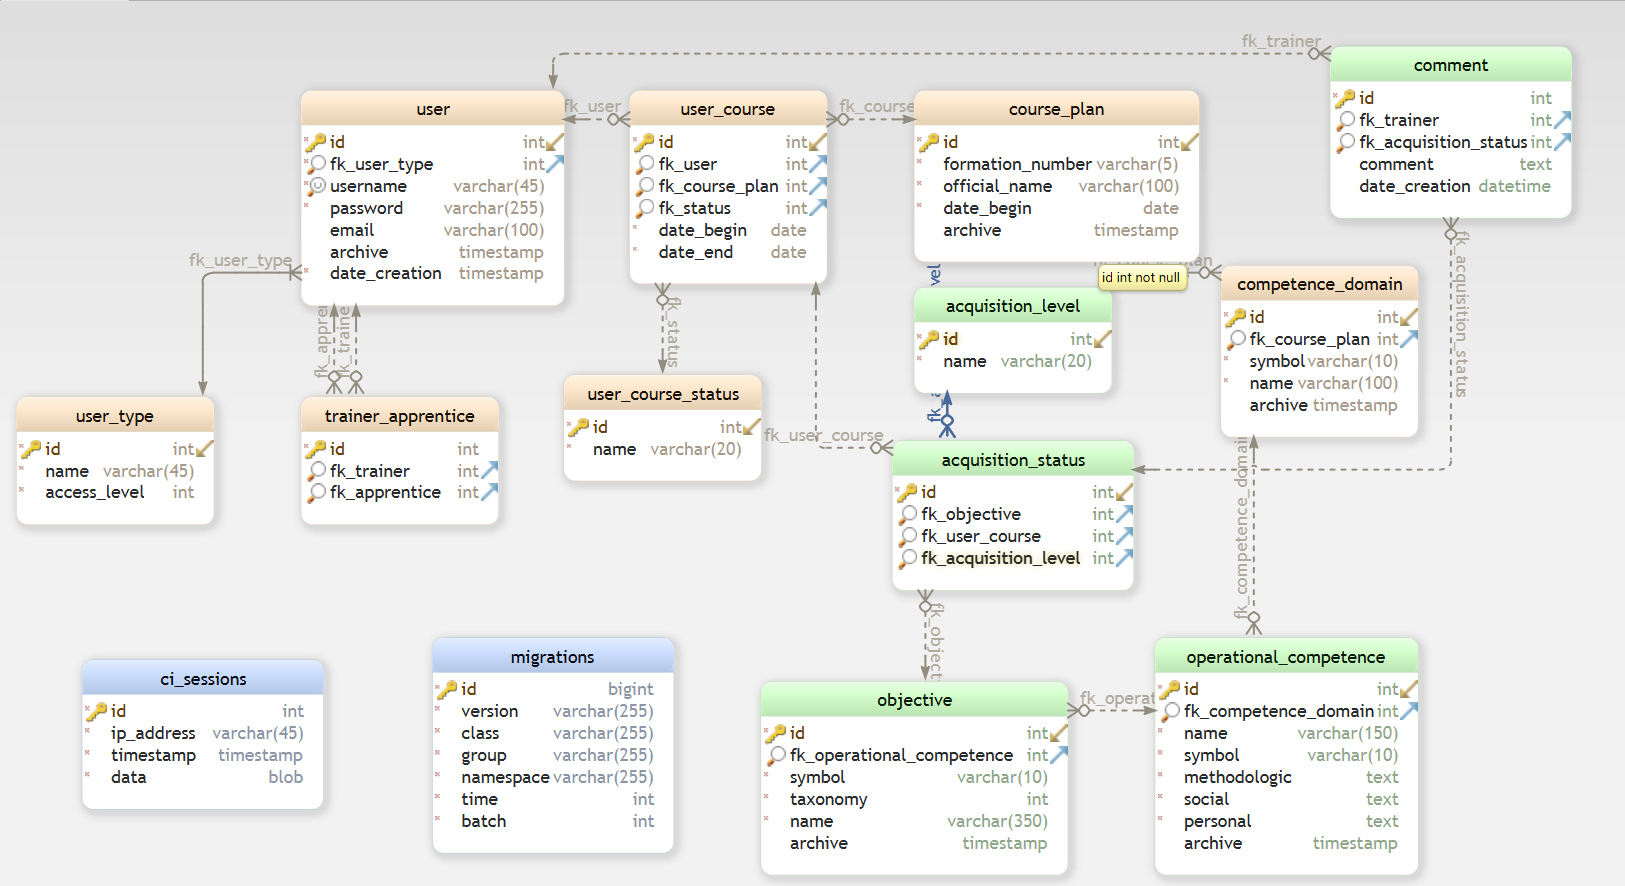 fk_trainer
comment
id int
fk_trainer int
fk_acquisition_status int
comment text
date_creation datetime
user
id int
fk_user_type int
username varchar(45)
password varchar(255)
email varchar(100)
archive timestamp
date_creation timestamp
fk_user
user_course
id int
fk_user int
fk_course_plan int
fk_status int
date_begin date
date_end date
fk_course
course_plan
id int
formation_number varchar(5)
official_name varchar(100)
date_begin date
archive timestamp
fk_user_type
fk_appre
fk_traine
fk_status
vel
id int not null
fk_acquisition_status
acquisition_level
id int
name varchar(20)
competence_domain
id int
fk_course_plan int
symbol varchar(10)
name varchar(100)
archive timestamp
user_type
id int
name varchar(45)
access_level int
trainer_apprentice
id int
fk_trainer int
fk_apprentice int
user_course_status
id int
name varchar(20)
fk_user_course
acquisition_status
id int
fk_objective int
fk_user_course int
fk_acquisition_level int
fk_competence_domain
fk_object
ci_sessions
id int
ip_address varchar(45)
timestamp timestamp
data blob
migrations
id bigint
version varchar(255)
class varchar(255)
group varchar(255)
namespace varchar(255)
time int
batch int
objective
id int
fk_operational_competence int
symbol varchar(10)
taxonomy int
name varchar(350)
archive timestamp
fk_operat
operational_competence
id int
fk_competence_domain int
name varchar(150)
symbol varchar(10)
methodologic text
social text
personal text
archive timestamp